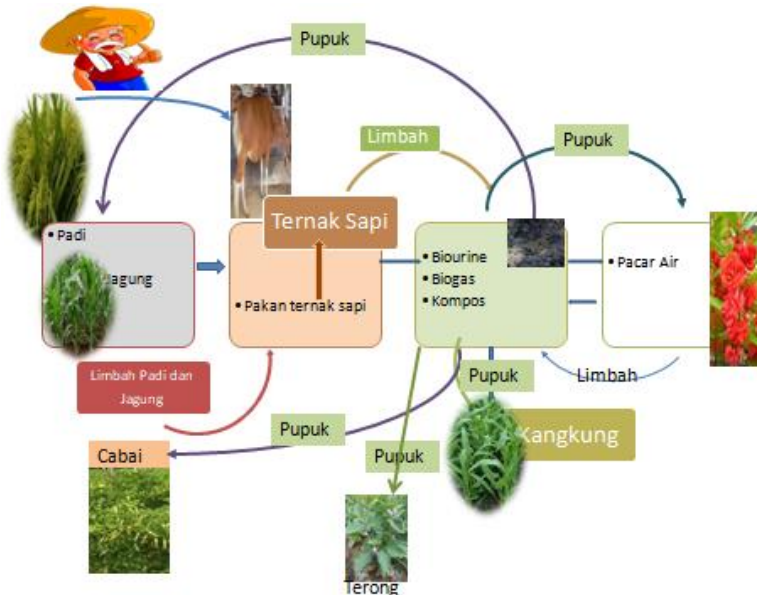 Pupuk
Limbah
Pupuk
Ternak Sapi
• Padi
Jagung
• Pakan ternak sapi
• Biourine
• Biogas
• Kompos
• Pacar Air
Limbah Padi dan
Jagung
Pupuk
Limbah
Pupuk
Kangkung
Cabai
Pupuk
Terong